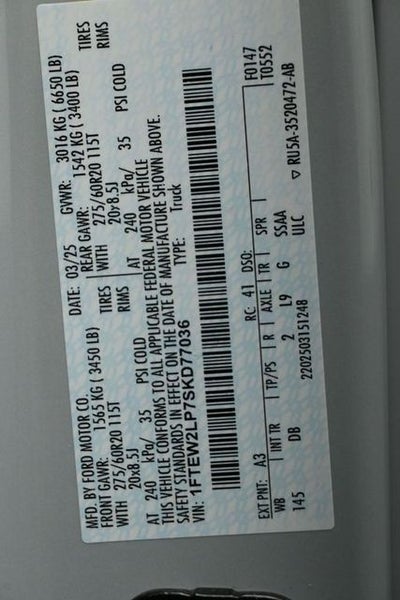 MFD. BY FORD MOTOR CO.
DATE: 03/25 GVWR: 3016 KG ( 6650 LB)
FRONT GAWR: 1565 KG ( 3450 LB) REAR GAWR: 1542 KG ( 3400 LB)
WITH 275/60R20 115T TIRES WITH 275/60R20 115T TIRES
20x8.5J RIMS 20x8.5J RIMS
AT 240 kPa/ 35 PSI COLD AT 240 kPa/ 35 PSI COLD
THIS VEHICLE CONFORMS TO ALL APPLICABLE FEDERAL MOTOR VEHICLE
SAFETY STANDARDS IN EFFECT ON THE DATE OF MANUFACTURE SHOWN ABOVE.
VIN: 1FTEW2LP7SKD77036 TYPE: Truck
F0147
T0552
EXT PNT: A3 RC: 41 DSO:
WB INT TR TP/PS R AXLE TR SPR
145 DB 2 L9 G SSAA
ULC
2202503151248
▽ RU5A-3520472-AB